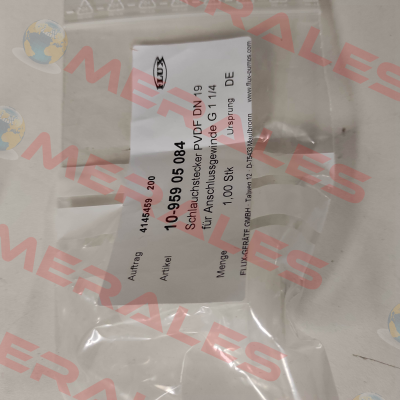 FLUX
www.flux-pumps.com
Auftrag 4145459 200
Artikel 10-959 05 084
Schlauchstecker PVDF DN 19
für Anschlussgewinde G 1 1/4
Menge 1,00 Stk Ursprung DE
FLUX-GERÄTE GMBH Talweg 12 D-75433 Maulbronn
MERALES
MERALES
MERALES